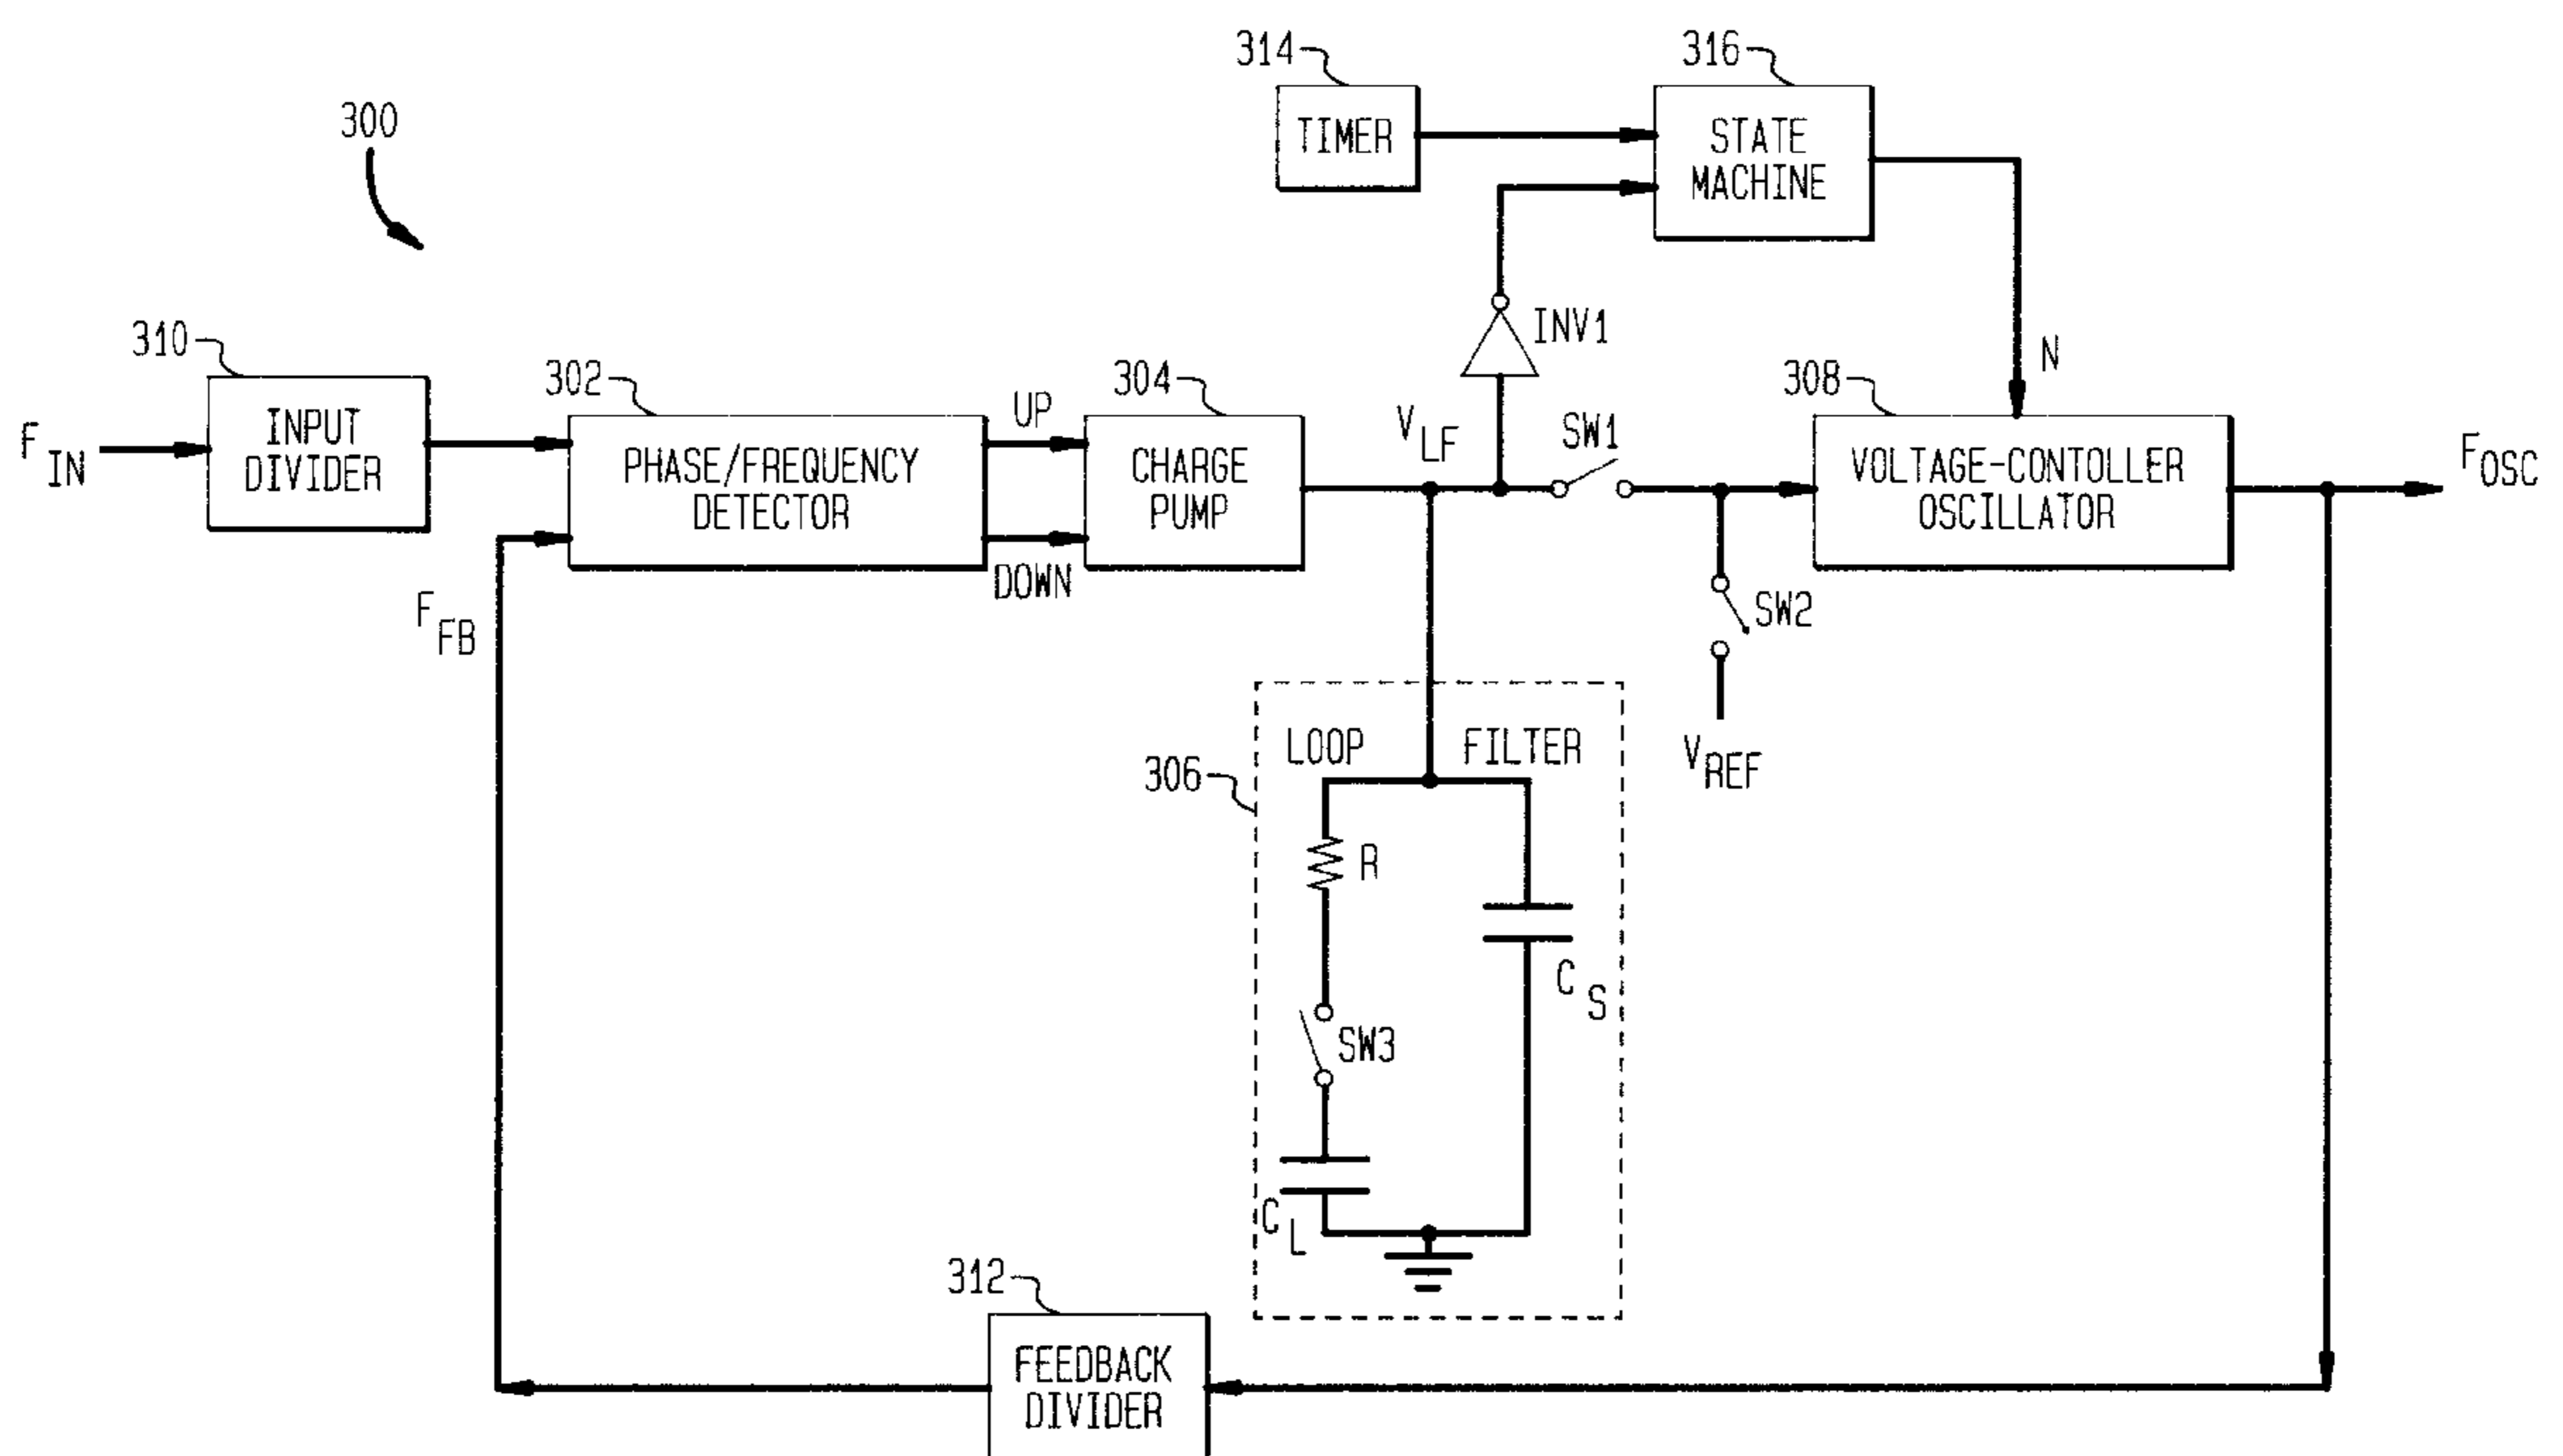 314
316
300
TIMER
STATE
MACHINE
INV1
310
302
304
308
N
F IN
INPUT
DIVIDER
UP
PHASE/FREQUENCY
DETECTOR
DOWN
CHARGE
PUMP
V LF
SW1
VOLTAGE-CONTOLLER
OSCILLATOR
F OSC
F FB
SW2
V REF
306
LOOP FILTER
R
C S
SW3
C L
312
FEEDBACK
DIVIDER